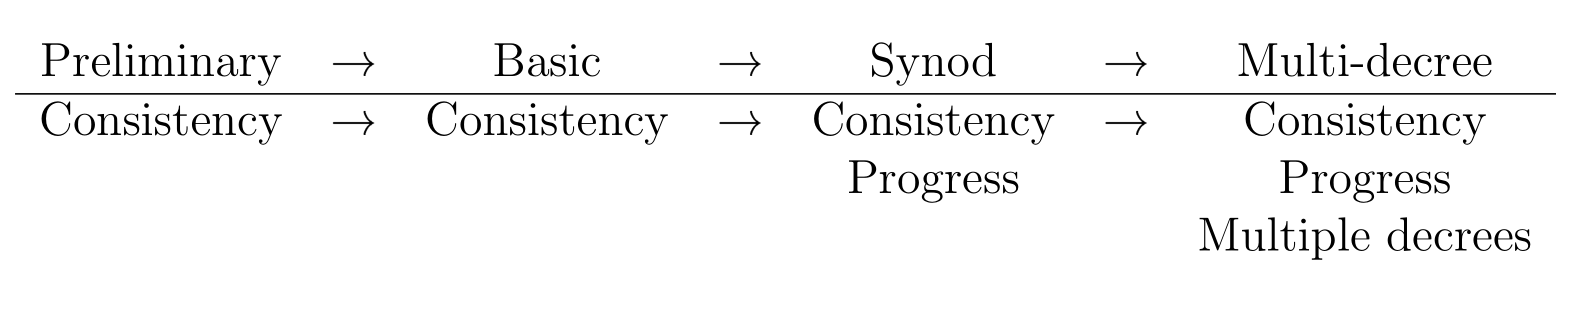 Preliminary → Basic → Synod → Multi-decree
Consistency → Consistency → Consistency → Consistency
Progress Progress
Multiple decrees